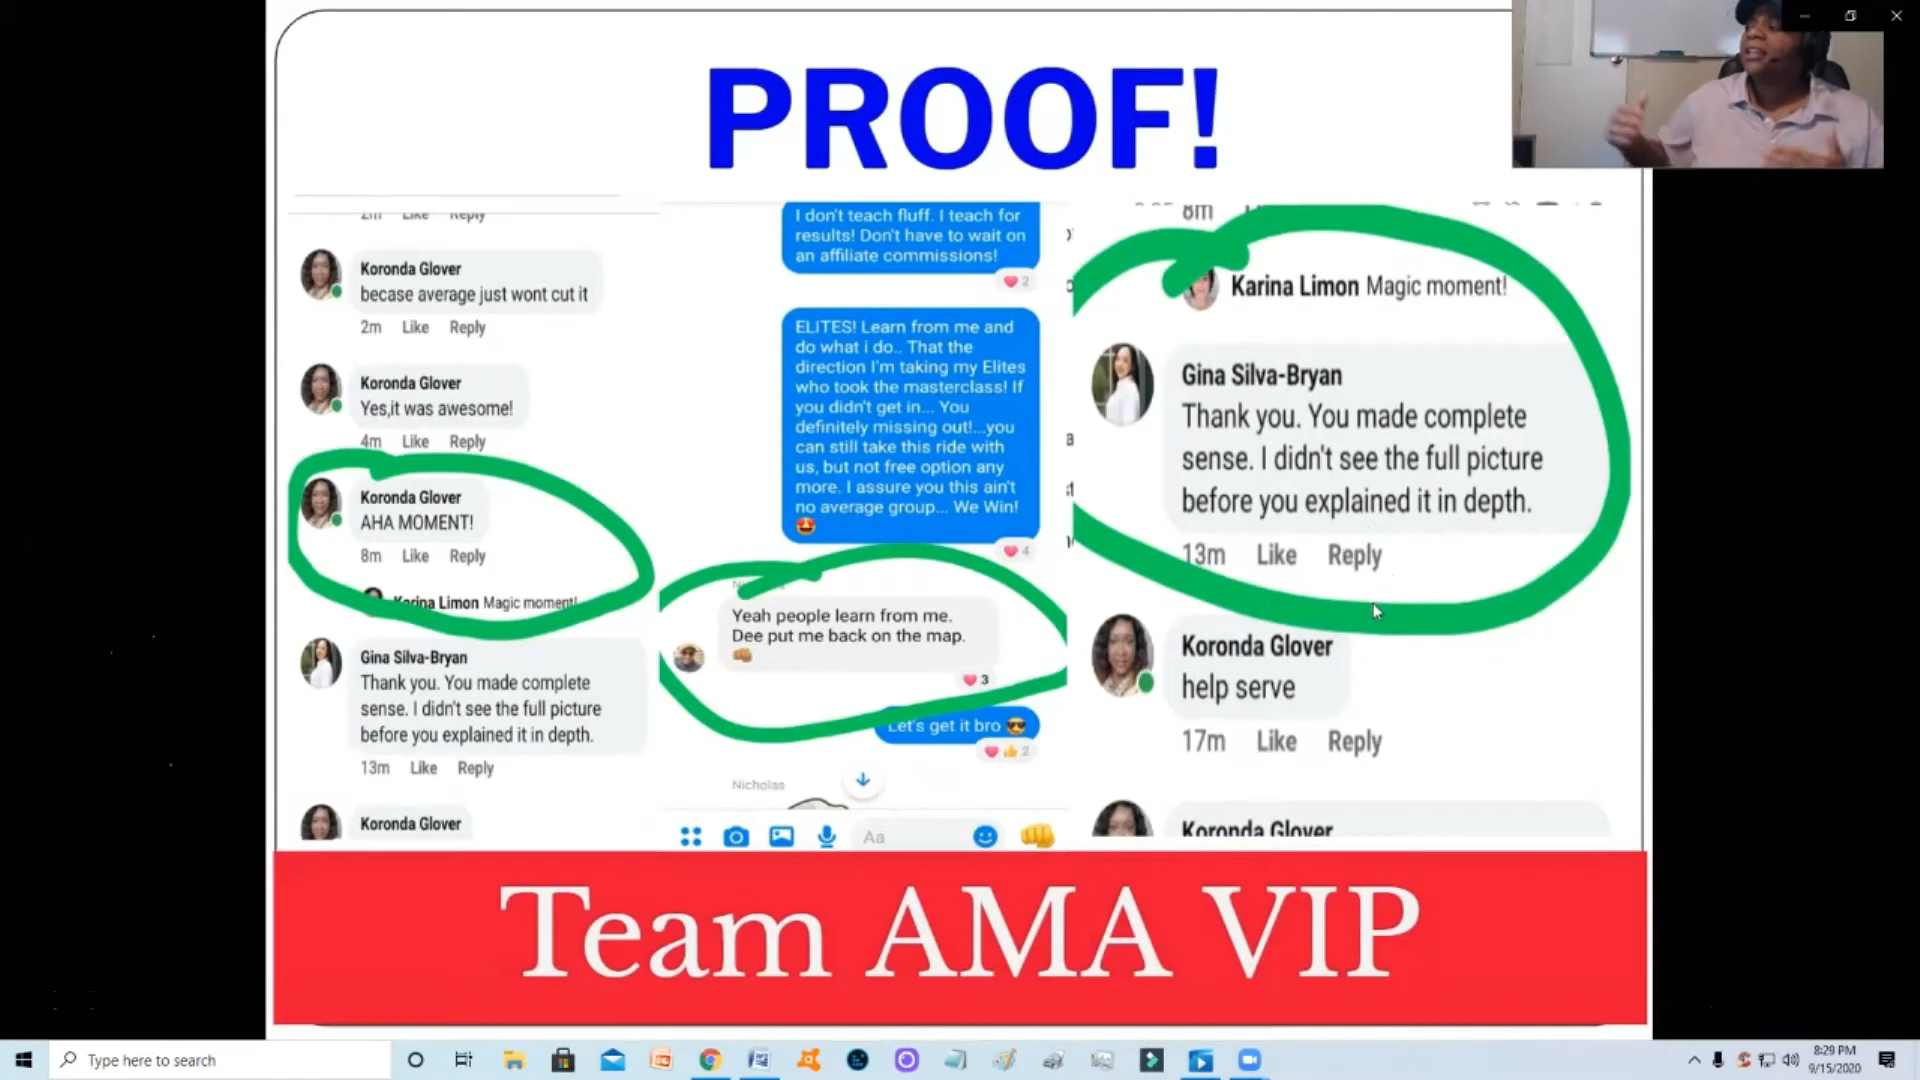 PROOF!
2m Like Reply
Koronda Glover
becase average just wont cut it
2m Like Reply
Koronda Glover
Yes,it was awesome!
4m Like Reply
Koronda Glover
AHA MOMENT!
8m Like Reply
Karina Limon Magic moment!
Gina Silva-Bryan
Thank you. You made complete
sense. I didn't see the full picture
before you explained it in depth.
13m Like Reply
Koronda Glover
I don't teach fluff. I teach for
results! Don't have to wait on
an affiliate commissions!
2
ELITES! Learn from me and
do what i do.. That the
direction I'm taking my Elites
who took the masterclass! If
you didn't get in... You
definitely missing out!...you
can still take this ride with
us, but not free option any
more. I assure you this ain't
no average group... We Win!
😍
4
Yeah people learn from me.
Dee put me back on the map.
👊🏽
3
Let's get it bro 😎
2
Nicholas
Aa
8m
Karina Limon Magic moment!
Gina Silva-Bryan
Thank you. You made complete
sense. I didn't see the full picture
before you explained it in depth.
13m Like Reply
Koronda Glover
help serve
17m Like Reply
Koronda Glover
Team AMA VIP
Type here to search
8:29 PM
9/15/2020